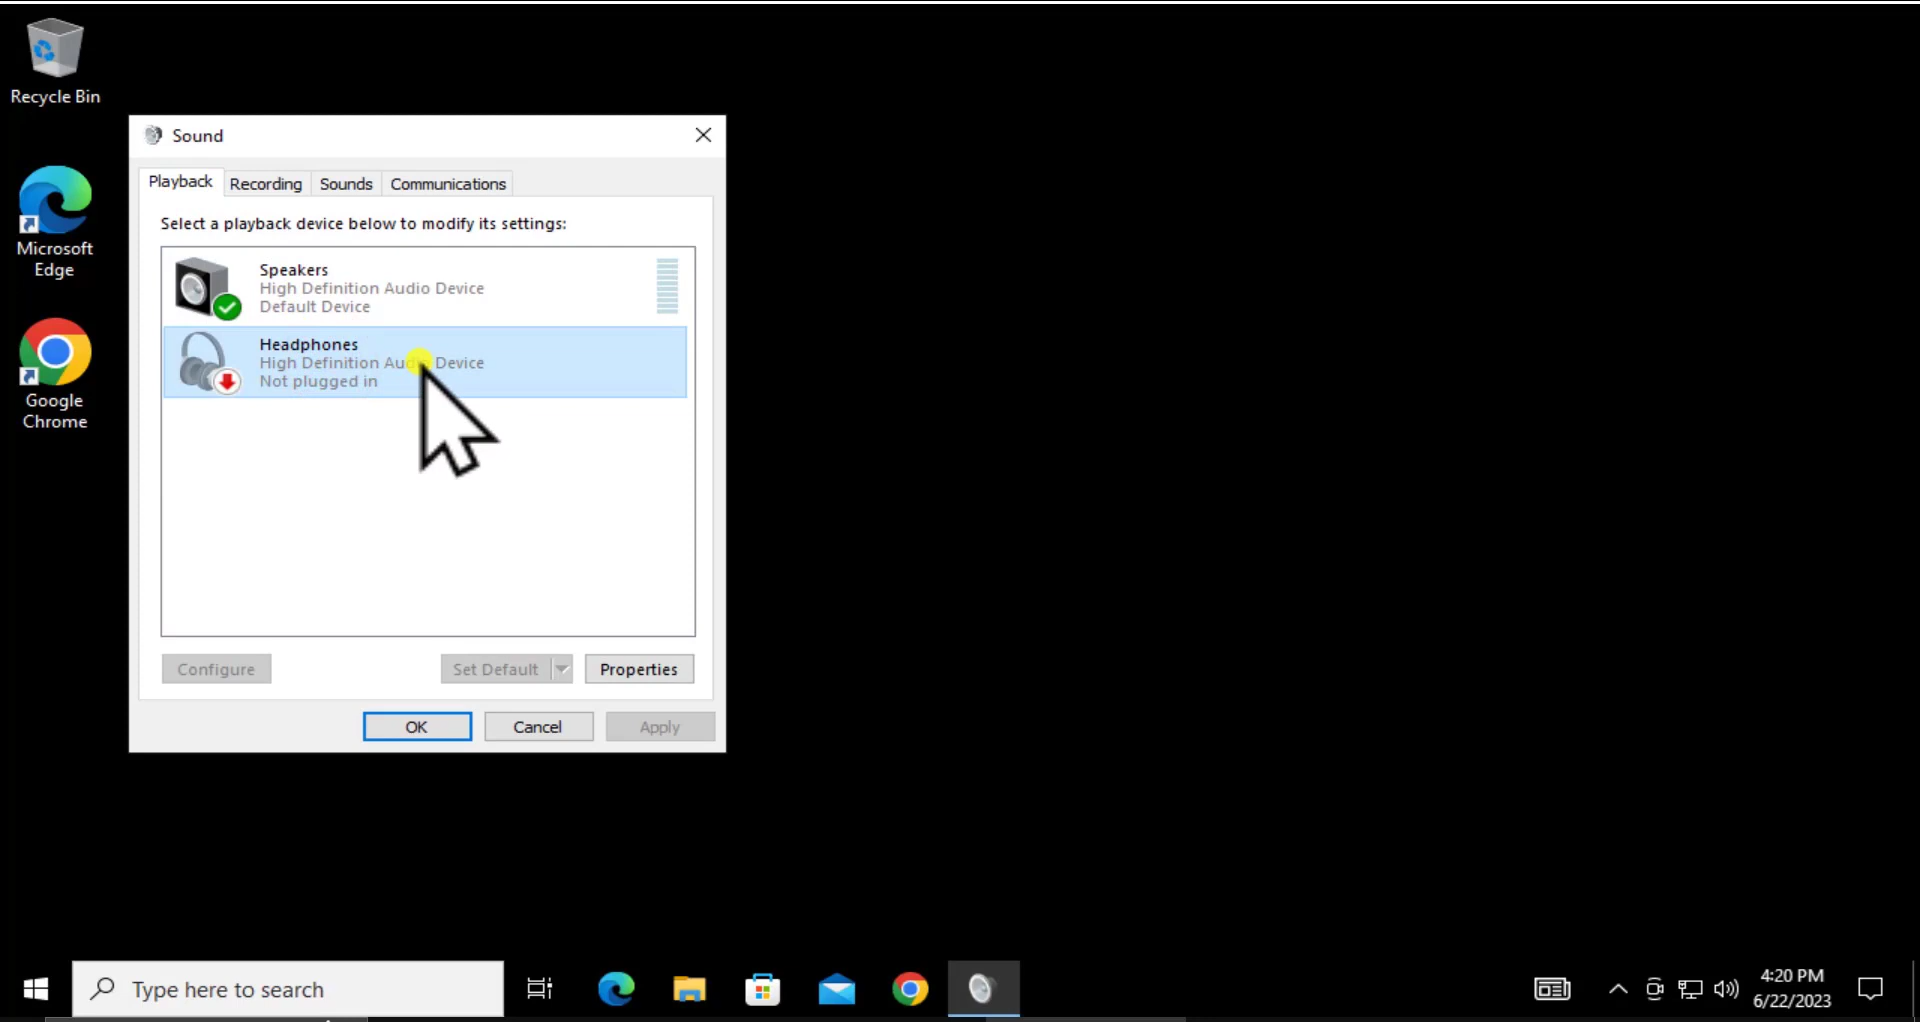 Recycle Bin
Sound
Playback
Recording
Sounds
Communications
Microsoft
Edge
Select a playback device below to modify its settings:
Speakers
High Definition Audio Device
Default Device
Headphones
High Definition Audio Device
Not plugged in
Google
Chrome
Configure
Set Default
Properties
OK
Cancel
Apply
Type here to search
4:20 PM
6/22/2023